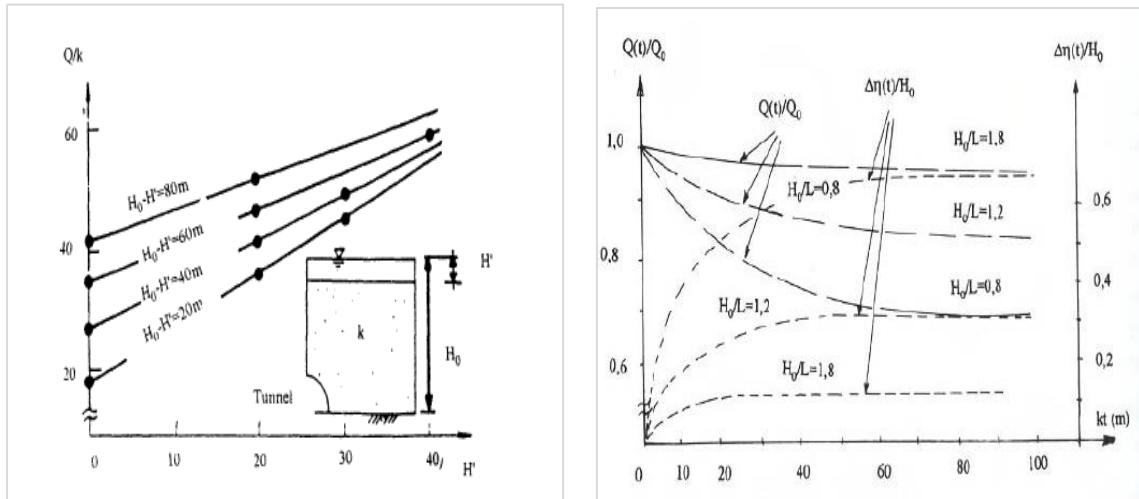 Q/k
60
40
20
H₀-H'=80m
H₀-H'=60m
H₀-H'=40m
H₀-H'=20m
H'
k
H₀
Tunnel
0 10 20 30 40
H'
Q(t)/Q₀
Δη(t)/H₀
Δη(t)/H₀
Q(t)/Q₀
1,0
H₀/L=1,8
H₀/L=0,8
0,6
H₀/L=1,2
0,8
0,4
H₀/L=1,2
H₀/L=0,8
0,6
H₀/L=1,8
0,2
kt (m)
0 10 20 40 60 80 100